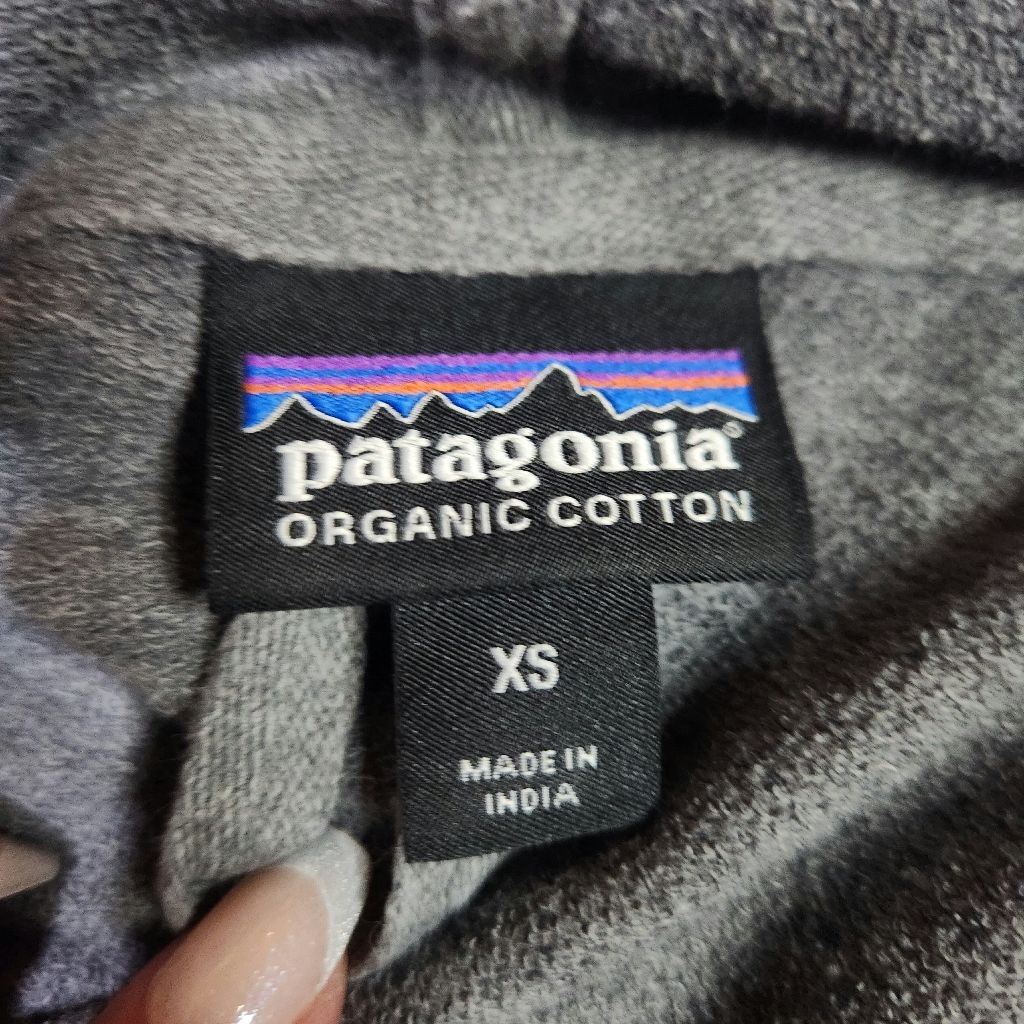 patagonia®
ORGANIC COTTON
XS
MADE IN
INDIA